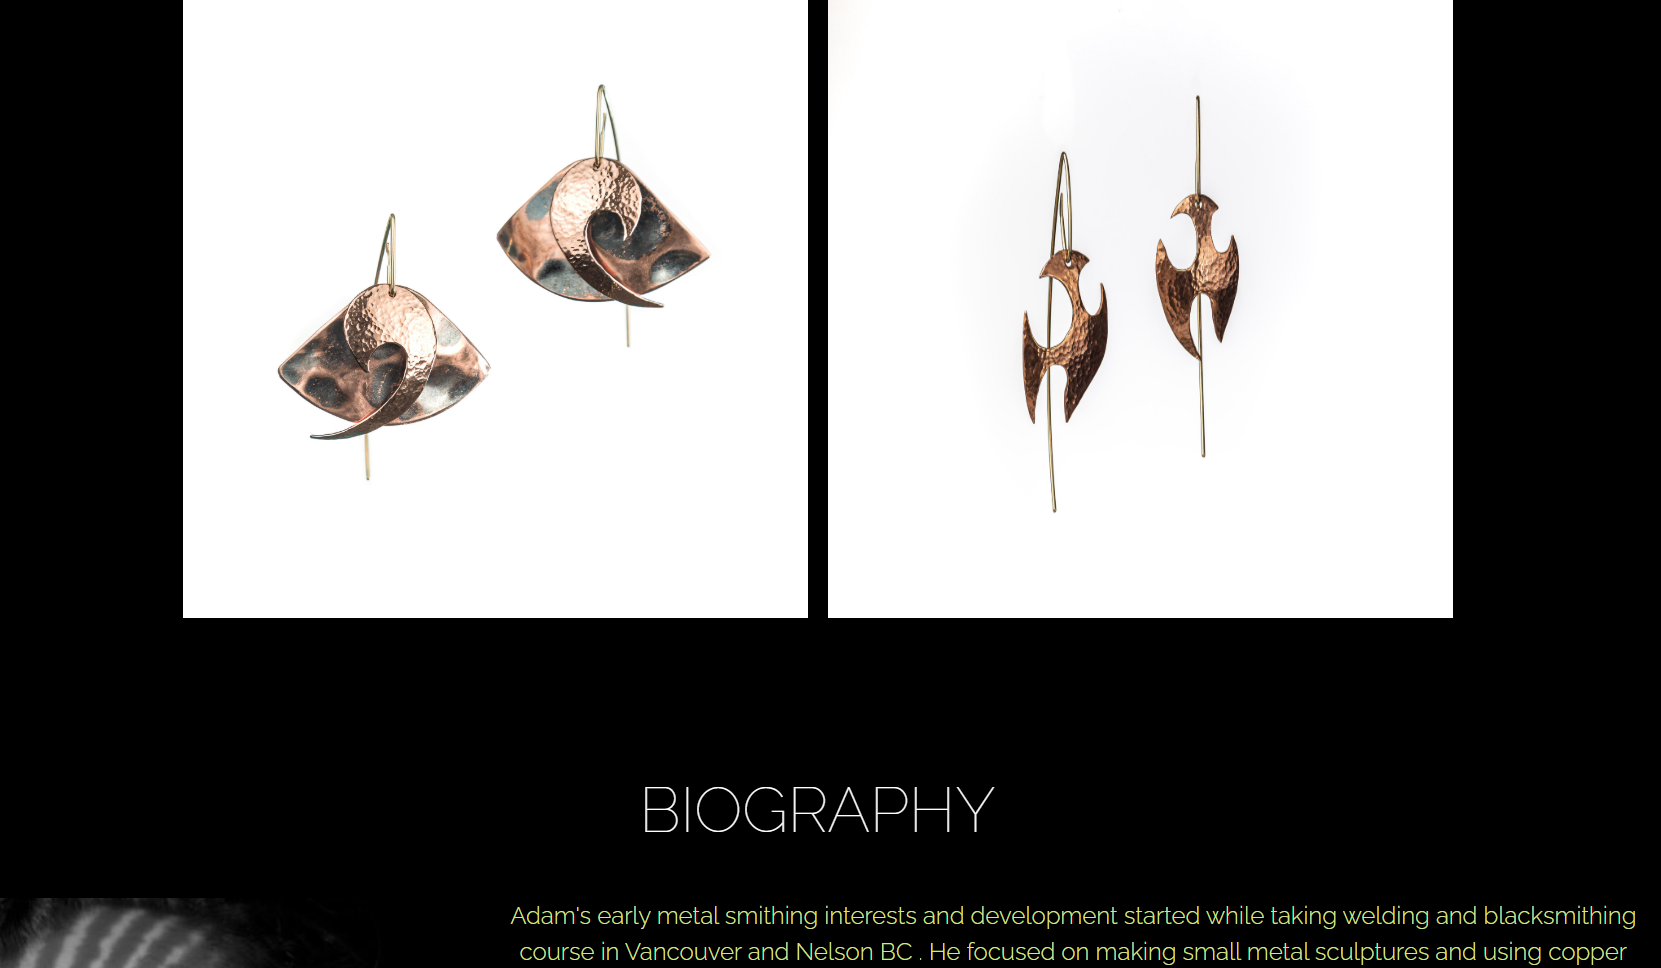 BIOGRAPHY
Adam's early metal smithing interests and development started while taking welding and blacksmithing
course in Vancouver and Nelson BC . He focused on making small metal sculptures and using copper